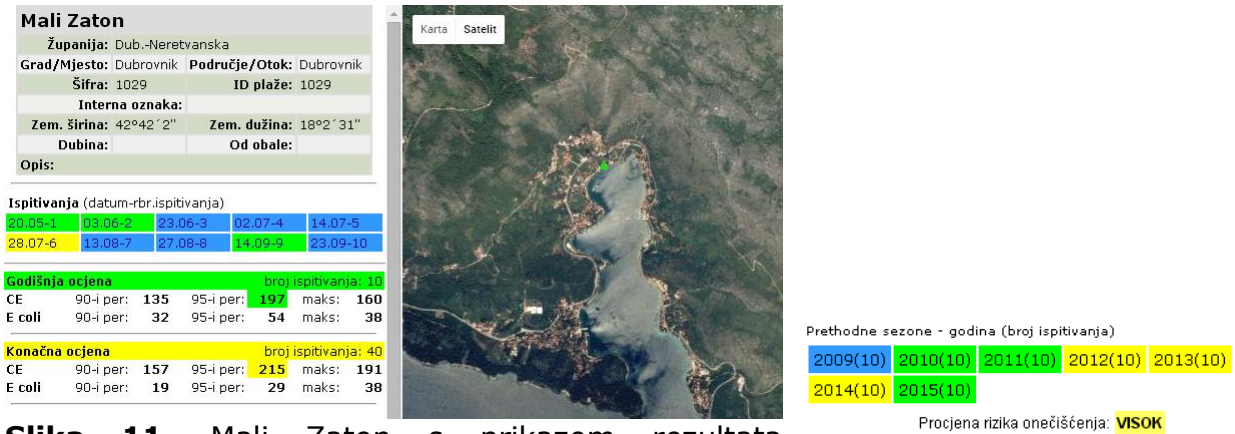 Mali Zaton
Županija: Dub.-Neretvanska
Grad/Mjesto: Dubrovnik Područje/Otok: Dubrovnik
Šifra: 1029 ID plaže: 1029
Interna oznaka:
Zem. širina: 42º42´2" Zem. dužina: 18º2´31"
Dubina: Od obale:
Opis:
Ispitivanja (datum-rbr.ispitivanja)
20.05-1 03.06-2 23.06-3 02.07-4 14.07-5
28.07-6 13.08-7 27.08-8 14.09-9 23.09-10
Godišnja ocjena broj ispitivanja: 10
CE 90-i per: 135 95-i per: 197 maks: 160
E coli 90-i per: 32 95-i per: 54 maks: 38
Konačna ocjena broj ispitivanja: 40
CE 90-i per: 157 95-i per: 215 maks: 191
E coli 90-i per: 19 95-i per: 29 maks: 38
Karta Satelit
Prethodne sezone - godina (broj ispitivanja)
2009(10) 2010(10) 2011(10) 2012(10) 2013(10)
2014(10) 2015(10)
Procjena rizika onečišćenja: VISOK
Slika 11. Mali Zaton s prikazom rezultata